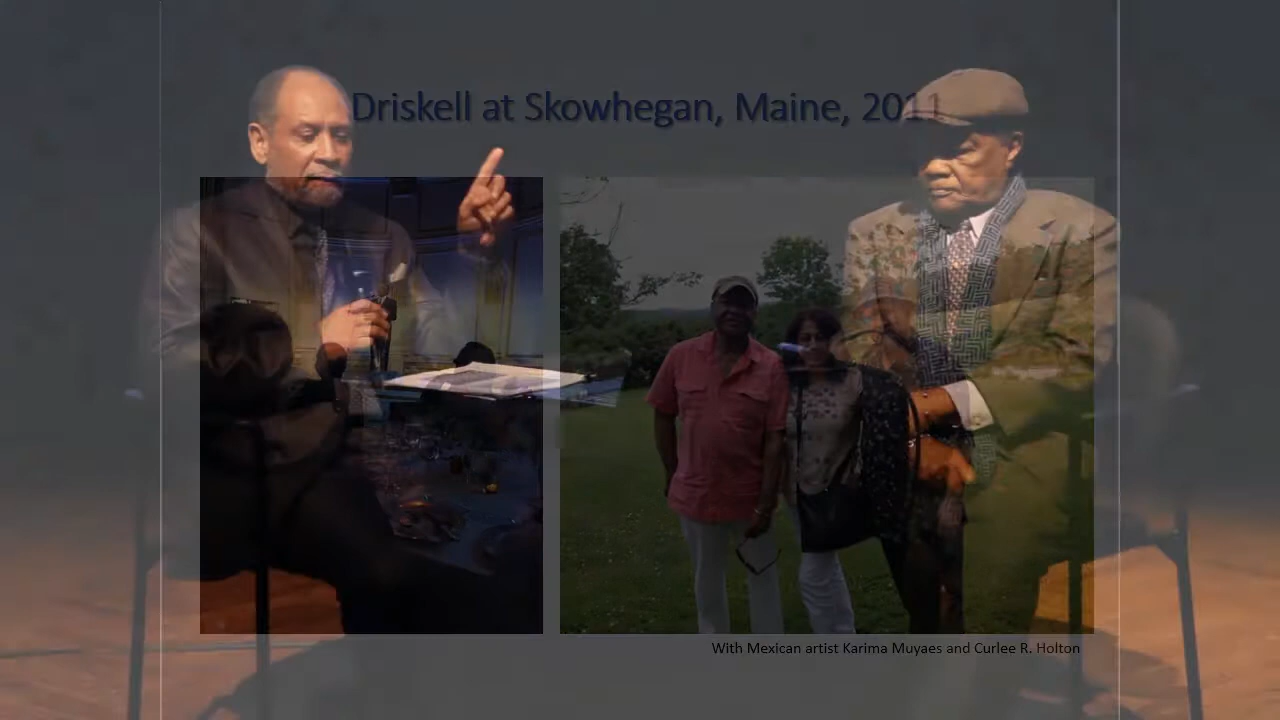 Driskell at Skowhegan, Maine, 2011
With Mexican artist Karima Muyaes and Curlee R. Holton